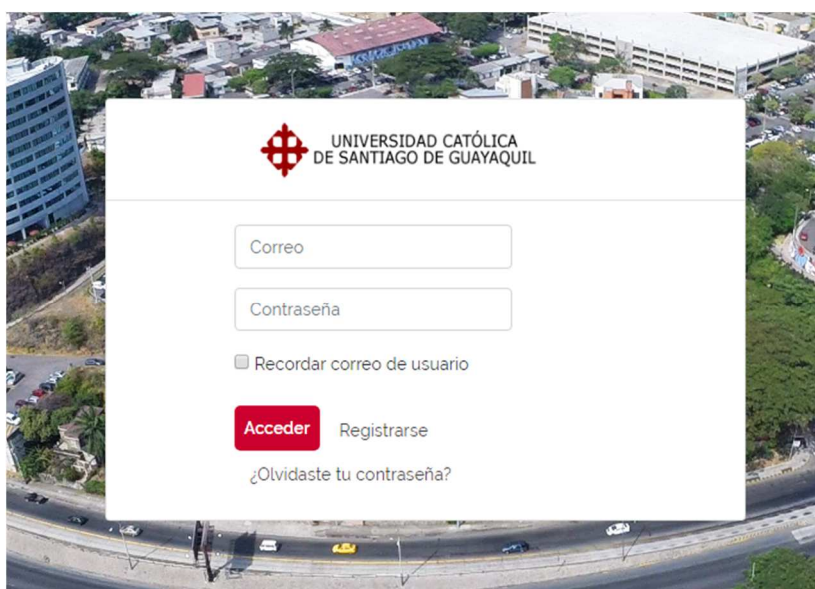 UNIVERSIDAD CATÓLICA
DE SANTIAGO DE GUAYAQUIL
Correo
Contraseña
Recordar correo de usuario
Acceder
Registrarse
¿Olvidaste tu contraseña?